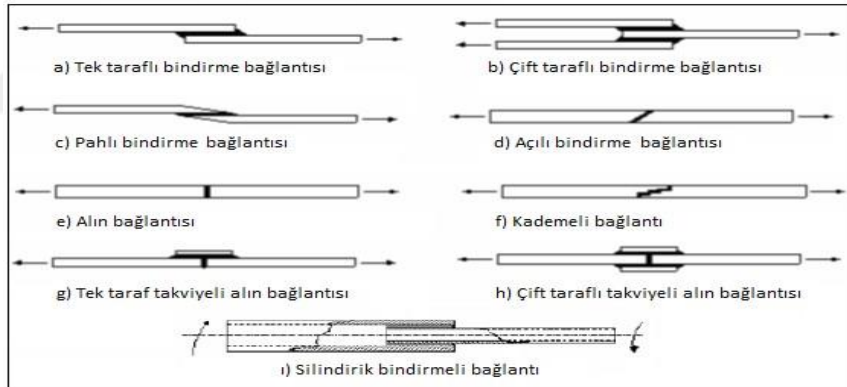 a) Tek taraflı bindirme bağlantısı
b) Çift taraflı bindirme bağlantısı
c) Pahlı bindirme bağlantısı
d) Açılı bindirme bağlantısı
e) Alın bağlantısı
f) Kademeli bağlantı
g) Tek taraf takviyeli alın bağlantısı
h) Çift taraflı takviyeli alın bağlantısı
ı) Silindirik bindirmeli bağlantı